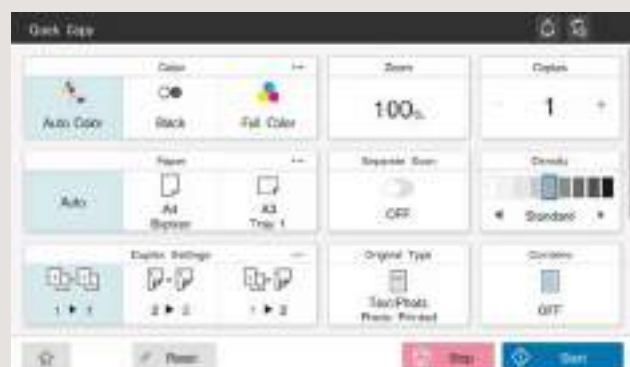 Quick Copy
Color
Auto Color
Black
Full Color
Zoom
100%
Copies
-
1
+
Paper
Auto
A4
Bypass
A3
Tray 1
Separate Scan
OFF
Density
Standard
Duplex Settings
1 ▶ 1
2 ▶ 2
1 ▶ 2
Original Type
Text/Photo
Photo Printed
Combine
OFF
Reset
Stop
Start